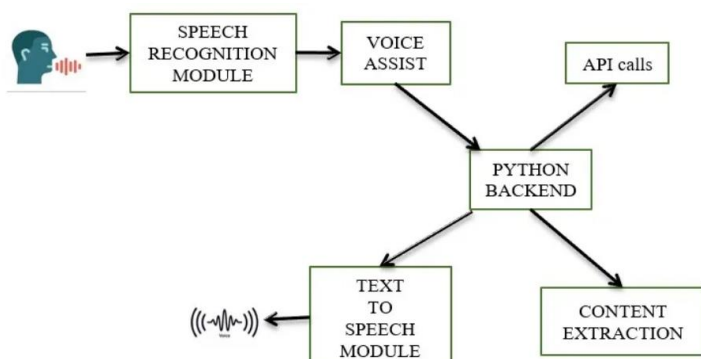 SPEECH
RECOGNITION
MODULE
VOICE
ASSIST
API calls
PYTHON
BACKEND
TEXT
TO
SPEECH
MODULE
CONTENT
EXTRACTION